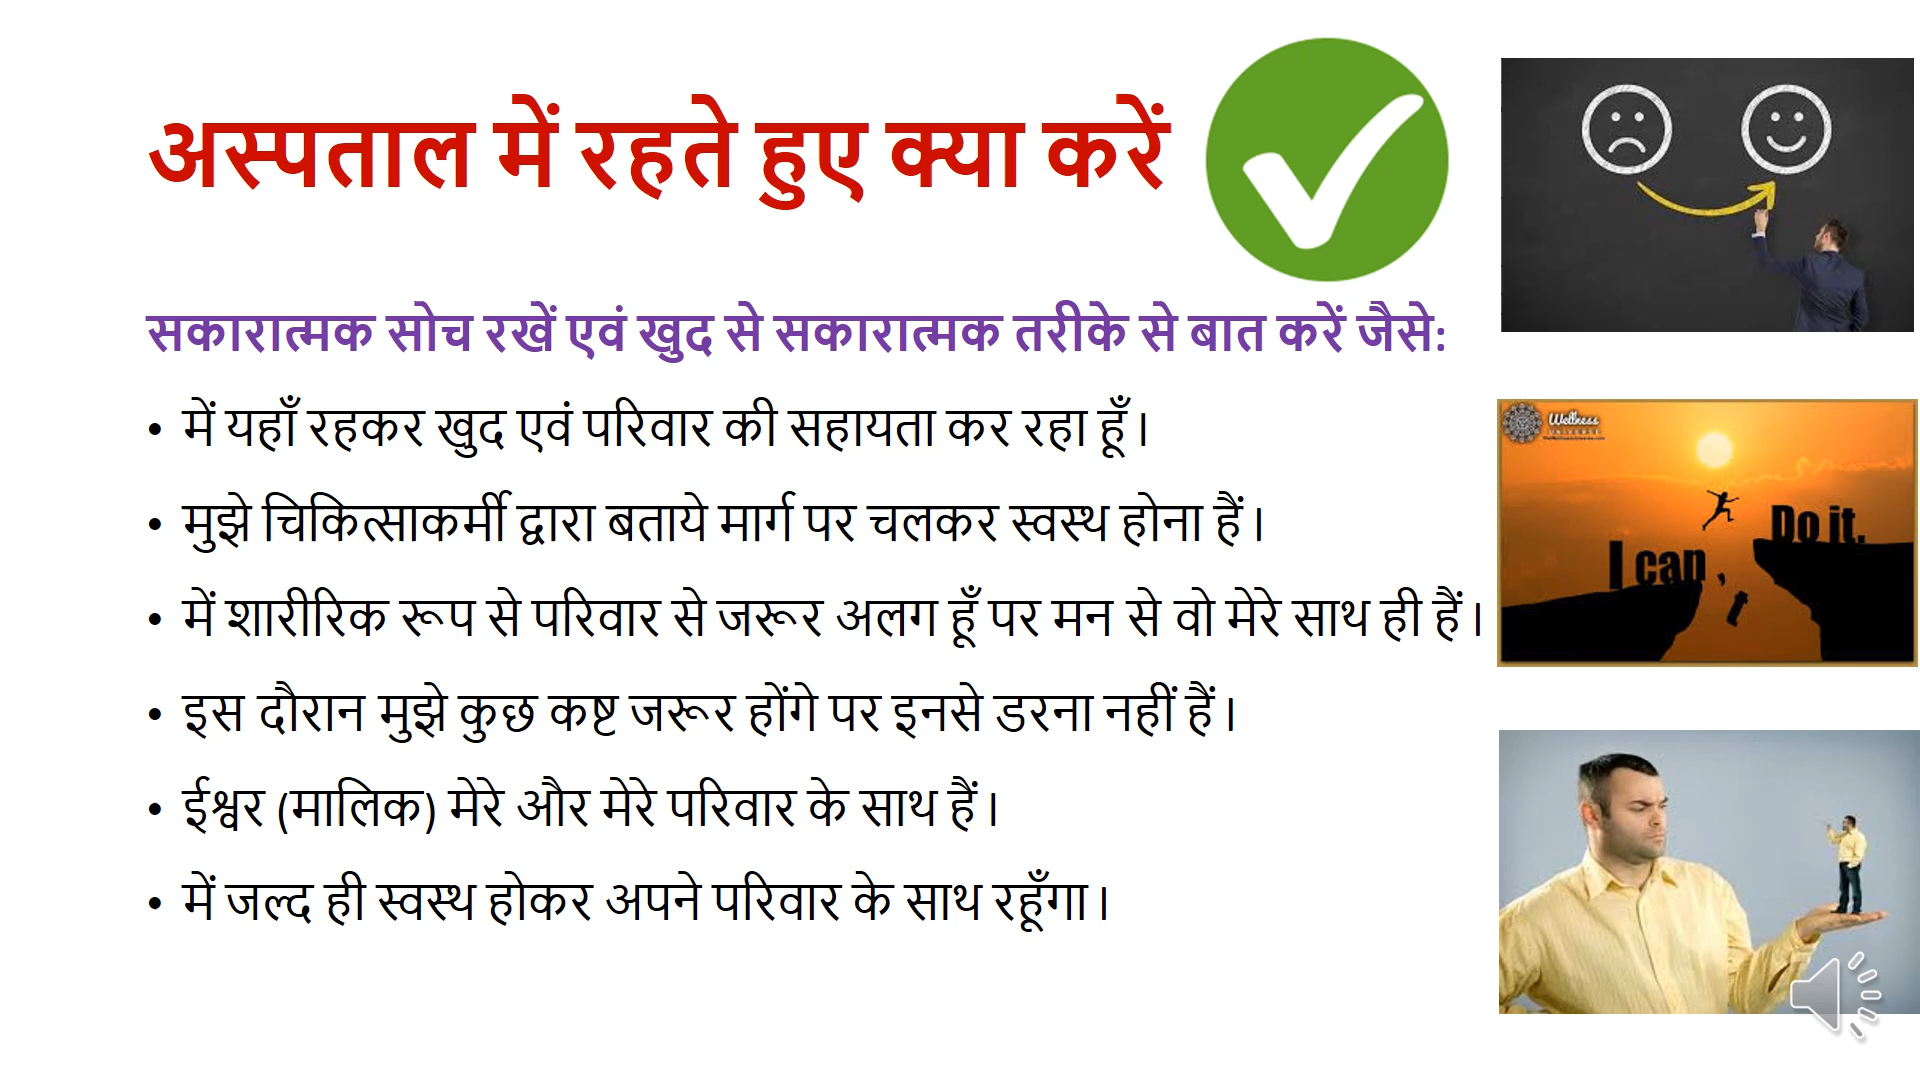 अस्पताल में रहते हुए क्या करें
सकारात्मक सोच रखें एवं खुद से सकारात्मक तरीके से बात करें जैसे:
• में यहाँ रहकर खुद एवं परिवार की सहायता कर रहा हूँ।
• मुझे चिकित्साकर्मी द्वारा बताये मार्ग पर चलकर स्वस्थ होना हैं।
• में शारीरिक रूप से परिवार से जरूर अलग हूँ पर मन से वो मेरे साथ ही हैं।
• इस दौरान मुझे कुछ कष्ट जरूर होंगे पर इनसे डरना नहीं हैं।
• ईश्वर (मालिक) मेरे और मेरे परिवार के साथ हैं।
• में जल्द ही स्वस्थ होकर अपने परिवार के साथ रहूँगा।
Wellness
UNIVERSE
I can, Do it.